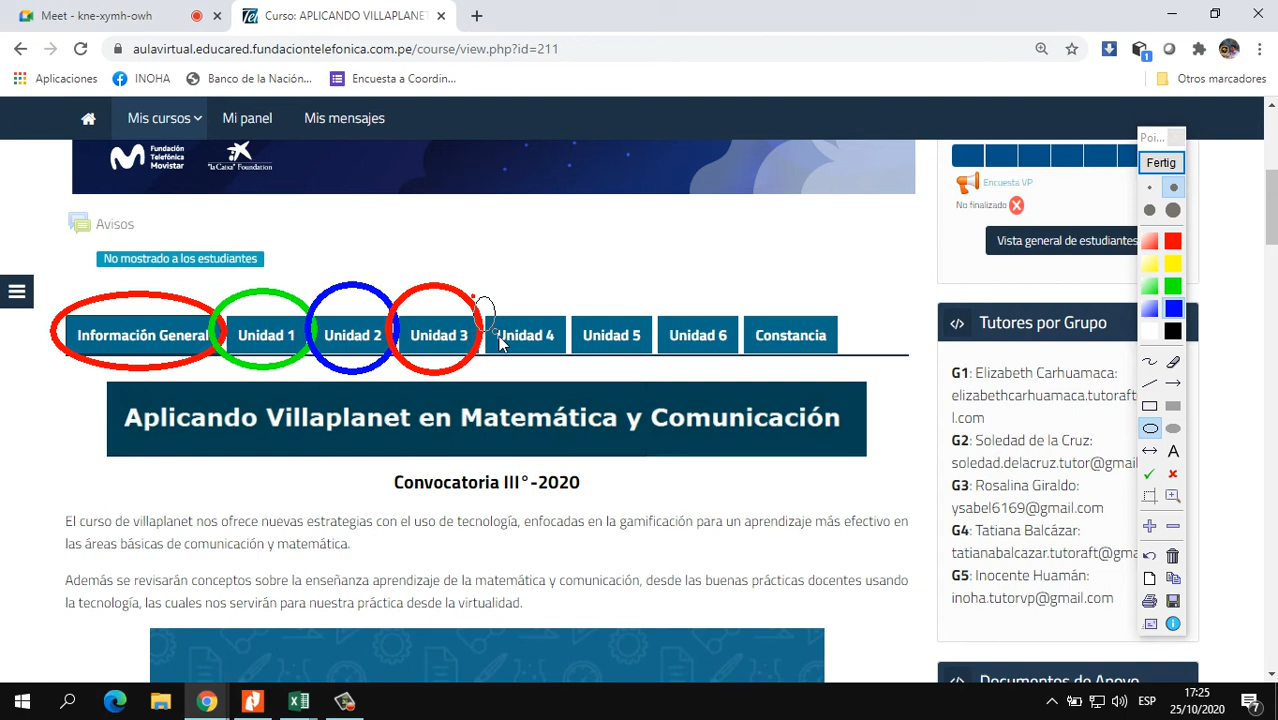 Meet - kne-xymh-owh
Curso: APLICANDO VILLAPLANET
aulavirtual.educared.fundaciontelefonica.com.pe/course/view.php?id=211
Aplicaciones
INOHA
Banco de la Nación...
Encuesta a Coordin...
Otros marcadores
Mis cursos
Mi panel
Mis mensajes
Fundación
Telefónica
Movistar
"la Caixa" Foundation
Avisos
No mostrado a los estudiantes
Encuesta VP
No finalizado
Vista general de estudiantes
Poi...
Fertig
A
Información General
Unidad 1
Unidad 2
Unidad 3
Unidad 4
Unidad 5
Unidad 6
Constancia
Aplicando Villaplanet en Matemática y Comunicación
Convocatoria III°-2020
El curso de villaplanet nos ofrece nuevas estrategias con el uso de tecnología, enfocadas en la gamificación para un aprendizaje más efectivo en
las áreas básicas de comunicación y matemática.
Además se revisarán conceptos sobre la enseñanza aprendizaje de la matemática y comunicación, desde las buenas prácticas docentes usando
la tecnología, las cuales nos servirán para nuestra práctica desde la virtualidad.
Tutores por Grupo
G1: Elizabeth Carhuamaca:
elizabethcarhuamaca.tutoraft
l.com
G2: Soledad de la Cruz:
soledad.delacruz.tutor@gmail
G3: Rosalina Giraldo:
ysabel6169@gmail.com
G4: Tatiana Balcázar:
tatianabalcazar.tutoraft@gma
G5: Inocente Huamán:
inoha.tutorvp@gmail.com
Documentos de Apoyo
ESP
17:25
25/10/2020